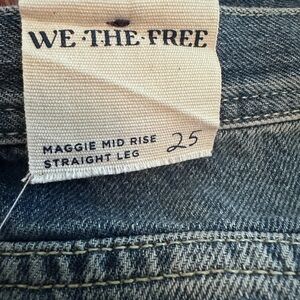 WE·THE·FREE
MAGGIE MID RISE
STRAIGHT LEG 25